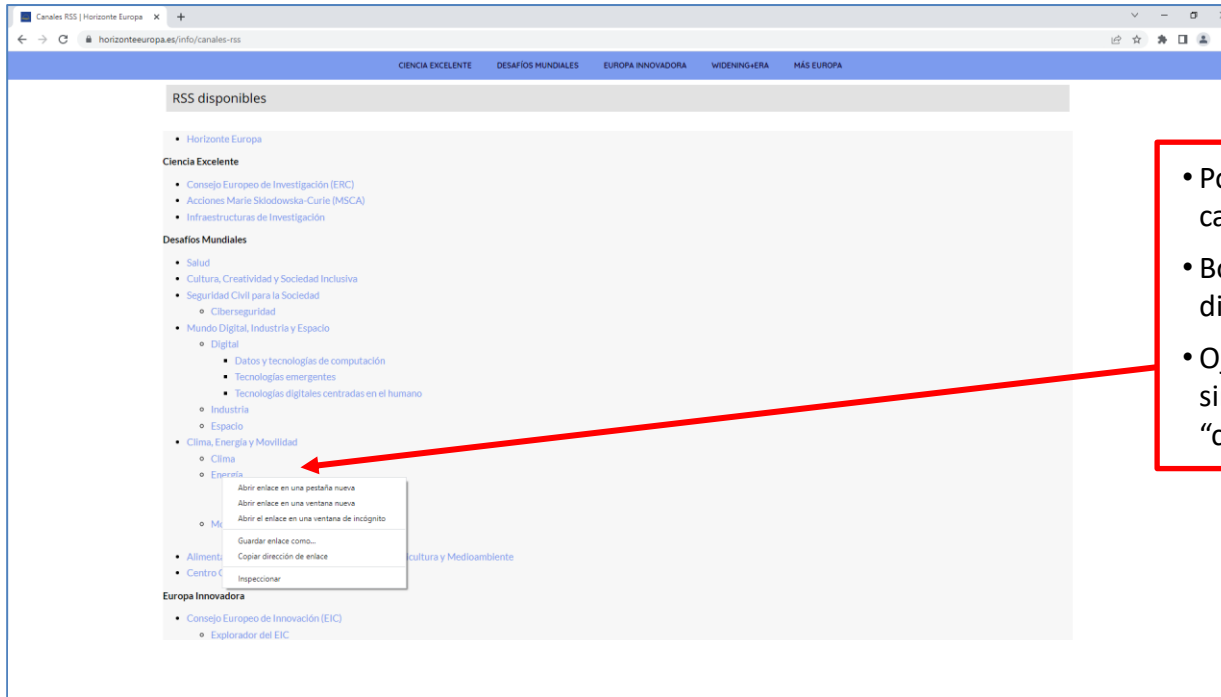 Canales RSS | Horizonte Europa
horizonteeuropa.es/info/canales-rss
CIENCIA EXCELENTE DESAFÍOS MUNDIALES EUROPA INNOVADORA WIDENING+ERA MÁS EUROPA
RSS disponibles
Horizonte Europa
Ciencia Excelente
Consejo Europeo de Investigación (ERC)
Acciones Marie Sklodowska-Curie (MSCA)
Infraestructuras de Investigación
Desafíos Mundiales
Salud
Cultura, Creatividad y Sociedad Inclusiva
Seguridad Civil para la Sociedad
Ciberseguridad
Mundo Digital, Industria y Espacio
Digital
Datos y tecnologías de computación
Tecnologías emergentes
Tecnologías digitales centradas en el humano
Industria
Espacio
Clima, Energía y Movilidad
Clima
Energía
Abrir enlace en una pestaña nueva
Abrir enlace en una ventana nueva
Abrir el enlace en una ventana de incógnito
Guardar enlace como...
Copiar dirección de enlace
Inspeccionar
y Medioambiente
Centro
Europa Innovadora
Consejo Europeo de Innovación (EIC)
Explorador del EIC